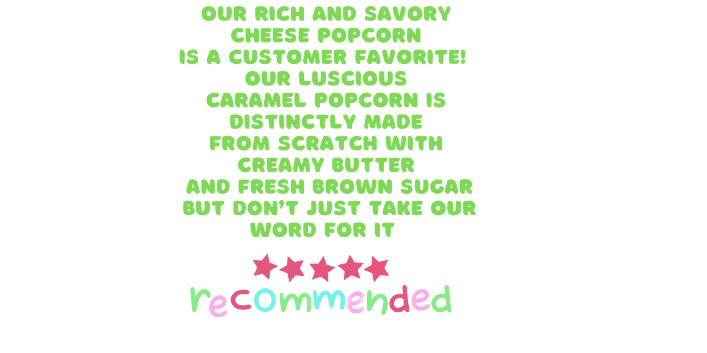 OUR RICH AND SAVORY
CHEESE POPCORN
IS A CUSTOMER FAVORITE!
OUR LUSCIOUS
CARAMEL POPCORN IS
DISTINCTLY MADE
FROM SCRATCH WITH
CREAMY BUTTER
AND FRESH BROWN SUGAR
BUT DON'T JUST TAKE OUR
WORD FOR IT
recommended